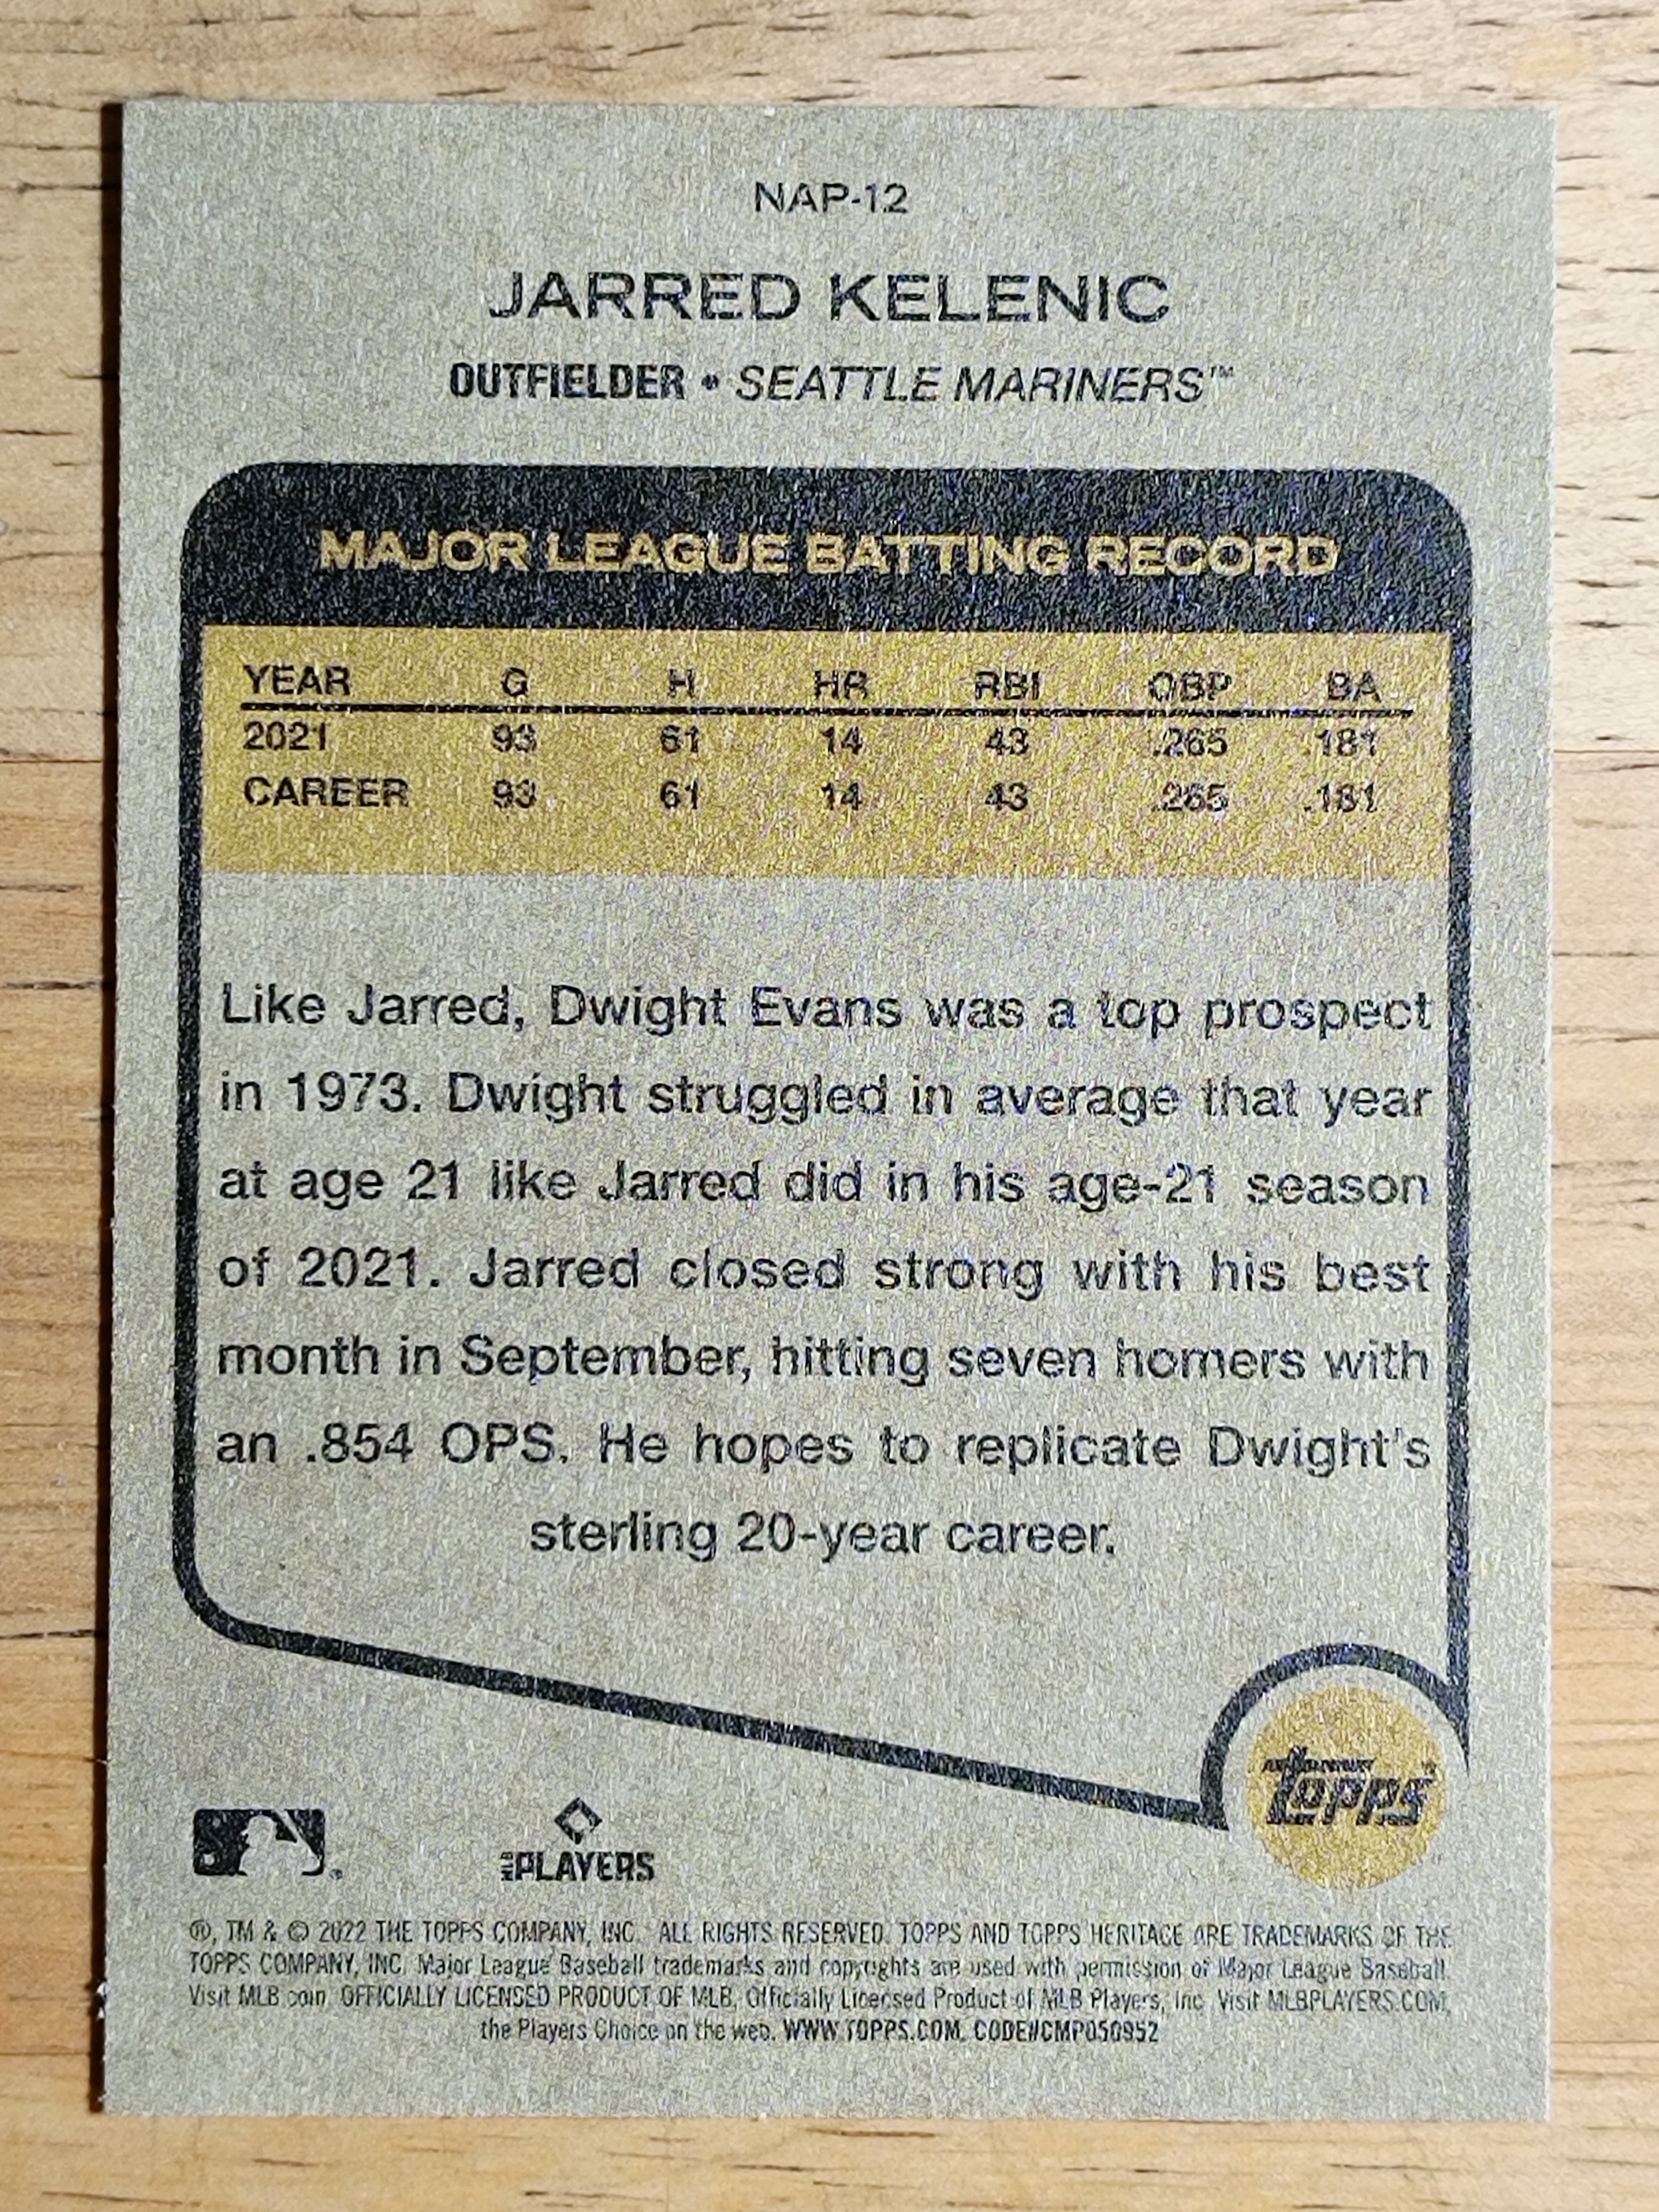 NAP-12
JARRED KELENIC
OUTFIELDER • SEATTLE MARINERS™
MAJOR LEAGUE BATTING RECORD
YEAR G H HR RBI OBP BA
2021 93 61 14 43 .265 .181
CAREER 93 61 14 43 .265 .181
Like Jarred, Dwight Evans was a top prospect
in 1973. Dwight struggled in average that year
at age 21 like Jarred did in his age-21 season
of 2021. Jarred closed strong with his best
month in September, hitting seven homers with
an .854 OPS. He hopes to replicate Dwight's
sterling 20-year career.
topps®
MLB PLAYERS
®, TM & © 2022 THE TOPPS COMPANY, INC. ALL RIGHTS RESERVED. TOPPS AND TOPPS HERITAGE ARE TRADEMARKS OF THE
TOPPS COMPANY, INC. Major League Baseball trademarks and copyrights are used with permission of Major League Baseball.
Visit MLB.com. OFFICIALLY LICENSED PRODUCT OF MLB. Officially Licensed Product of MLB Players, Inc. Visit MLBPLAYERS.COM,
the Players Choice on the web. WWW.TOPPS.COM. CODE#CMP050952